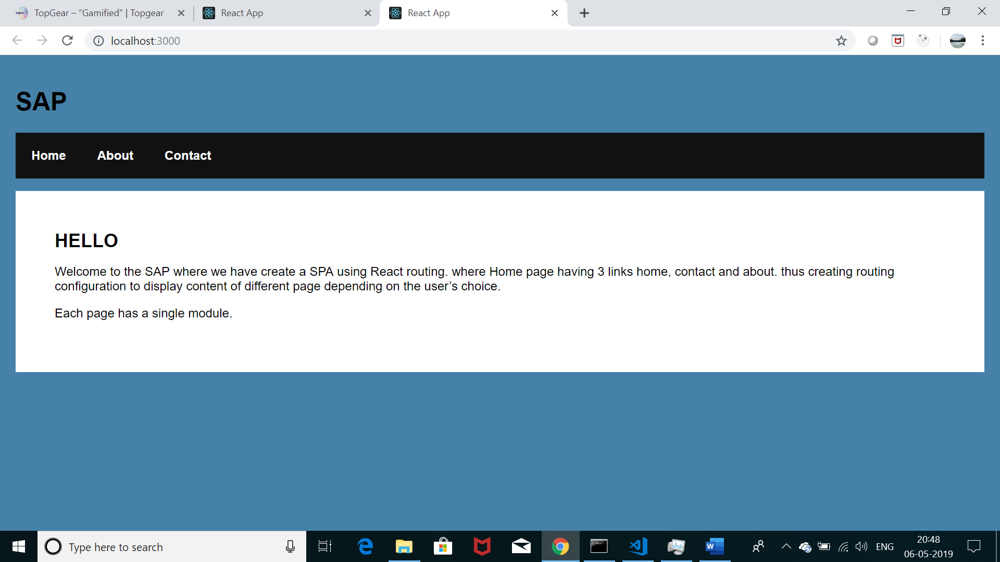 wipro TopGear – “Gamified” | Topgear
React App
React App
localhost:3000
SAP
Home About Contact
HELLO
Welcome to the SAP where we have create a SPA using React routing. where Home page having 3 links home, contact and about. thus creating routing
configuration to display content of different page depending on the user’s choice.
Each page has a single module.
Type here to search
ENG
20:48
06-05-2019